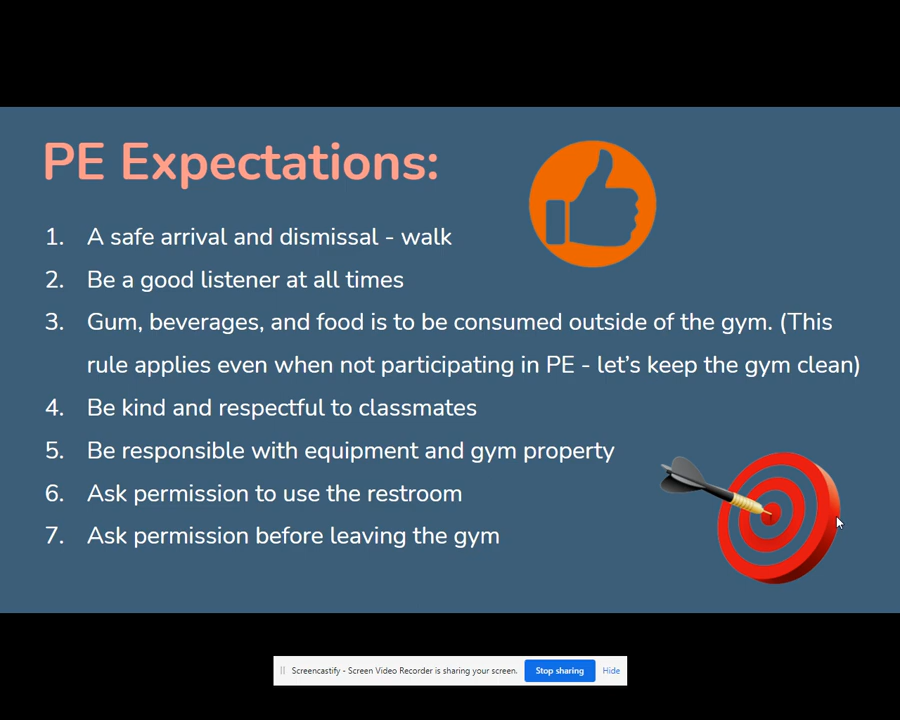 PE Expectations:
1. A safe arrival and dismissal - walk
2. Be a good listener at all times
3. Gum, beverages, and food is to be consumed outside of the gym. (This
rule applies even when not participating in PE - let’s keep the gym clean)
4. Be kind and respectful to classmates
5. Be responsible with equipment and gym property
6. Ask permission to use the restroom
7. Ask permission before leaving the gym
Screencastify - Screen Video Recorder is sharing your screen. Stop sharing Hide